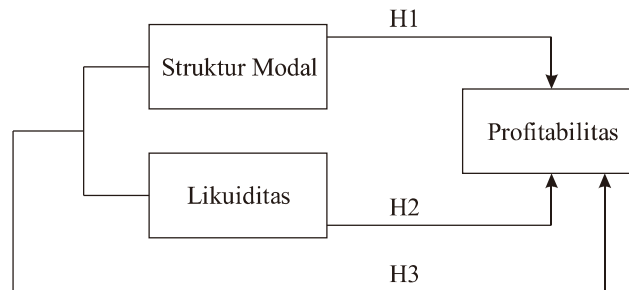 H1
Struktur Modal
Profitabilitas
Likuiditas
H2
H3